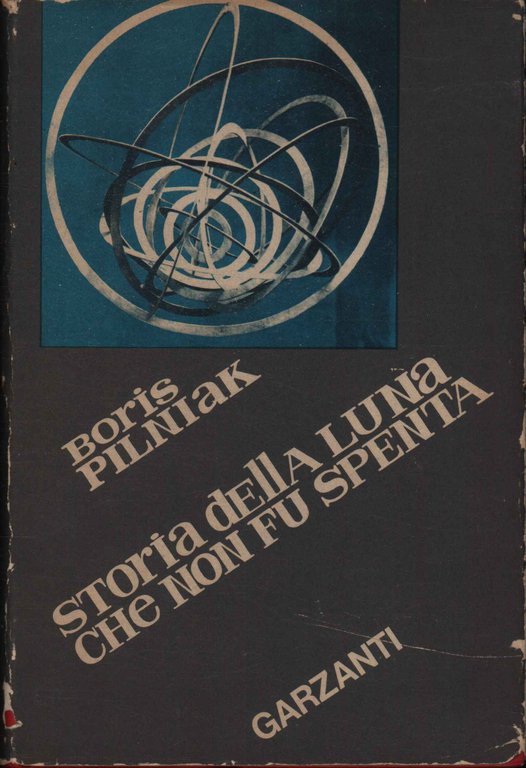 Boris
PILNIAK
STORIA DELLA LUNA
CHE NON FU SPENTA
GARZANTI